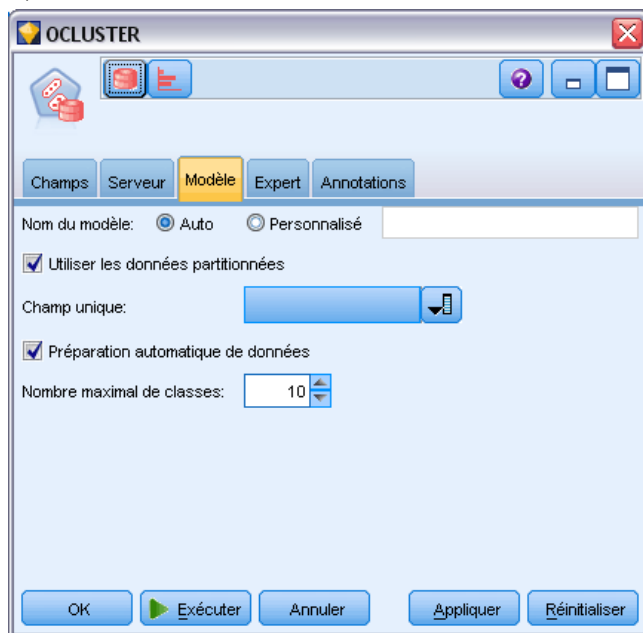 OCLUSTER
?
Champs Serveur Modèle Expert Annotations
Nom du modèle: Auto Personnalisé
Utiliser les données partitionnées
Champ unique:
Préparation automatique de données
Nombre maximal de classes: 10
OK Exécuter Annuler Appliquer Réinitialiser